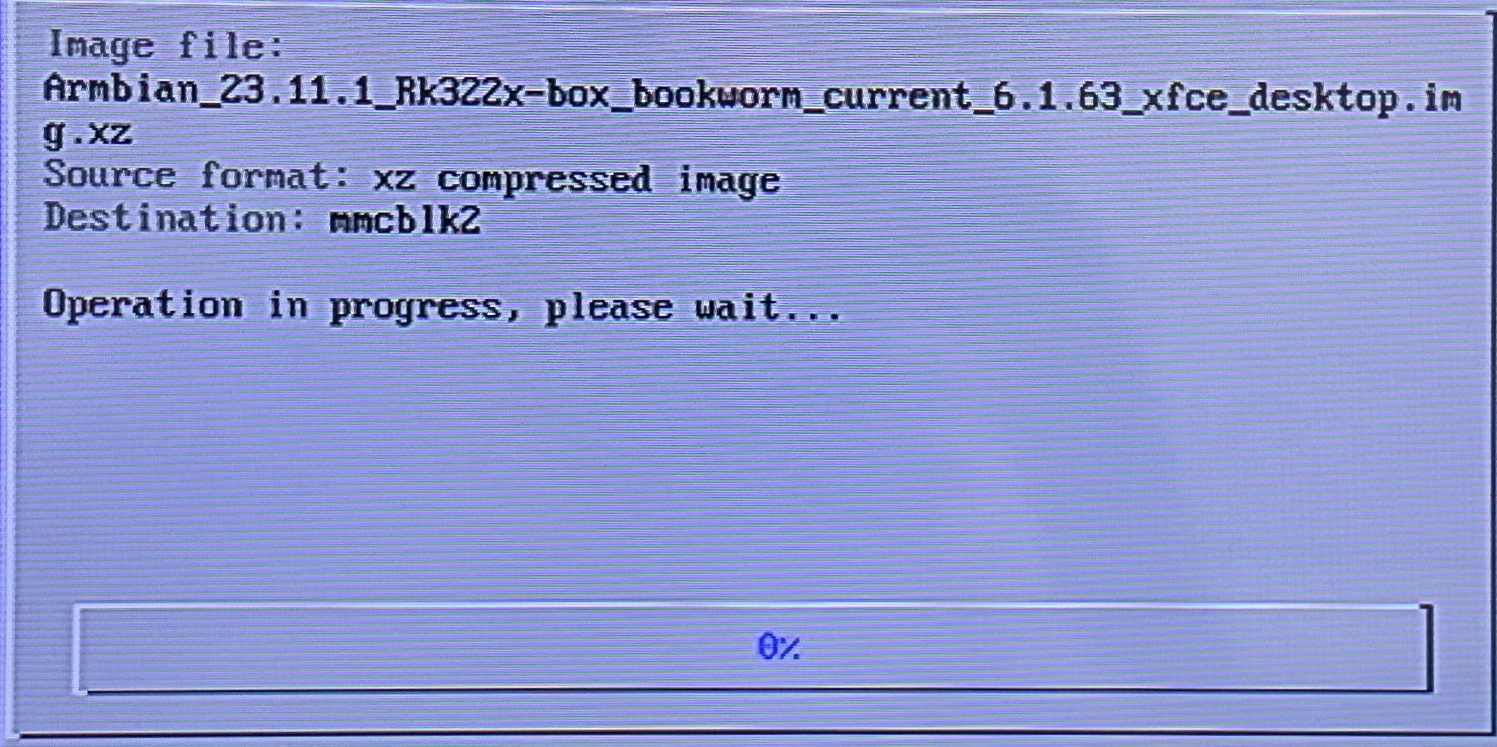 Image file:
Armbian_23.11.1_Rk322x-box_bookworm_current_6.1.63_xfce_desktop.im
g.xz
Source format: xz compressed image
Destination: mmcblk2
Operation in progress, please wait...
0%